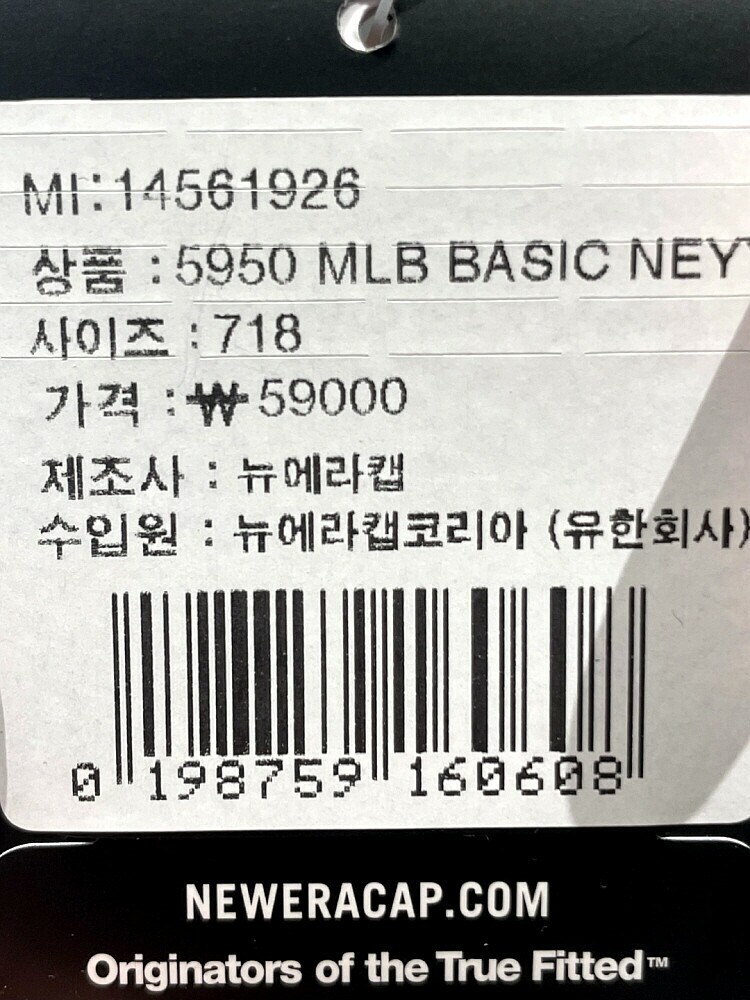 MI:14561926
상품 : 5950 MLB BASIC NEY
사이즈 : 718
가격 : ₩59000
제조사 : 뉴에라캡
수입원 : 뉴에라캡코리아 (유한회사)
0 198759 160608
NEWERACAP.COM
Originators of the True Fitted™